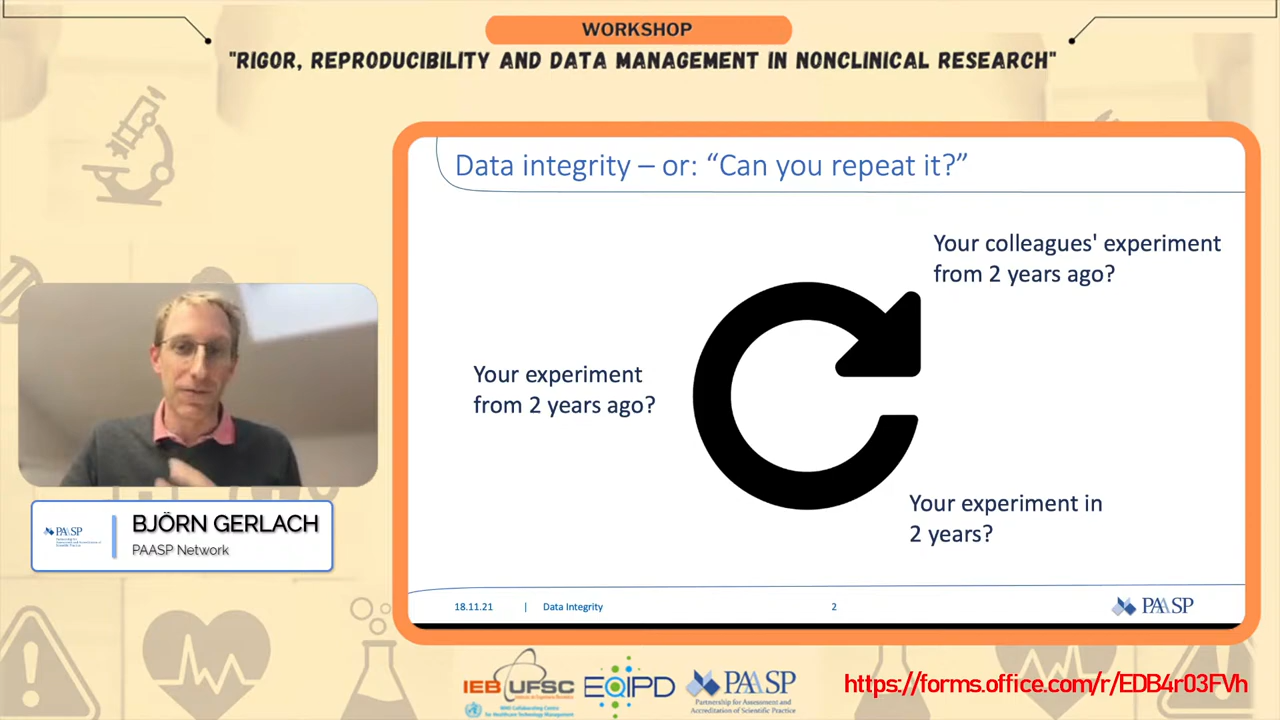 WORKSHOP
"RIGOR, REPRODUCIBILITY AND DATA MANAGEMENT IN NONCLINICAL RESEARCH"
Data integrity – or: “Can you repeat it?”
Your colleagues' experiment
from 2 years ago?
Your experiment
from 2 years ago?
Your experiment in
2 years?
18.11.21 | Data Integrity 2
PAASP
PAASP
BJÖRN GERLACH
PAASP Network
IEB UFSC
EQIPD
PAASP
Partnership for Assessment and
Accreditation of Scientific Practice
https://forms.office.com/r/EDB4r03FVh